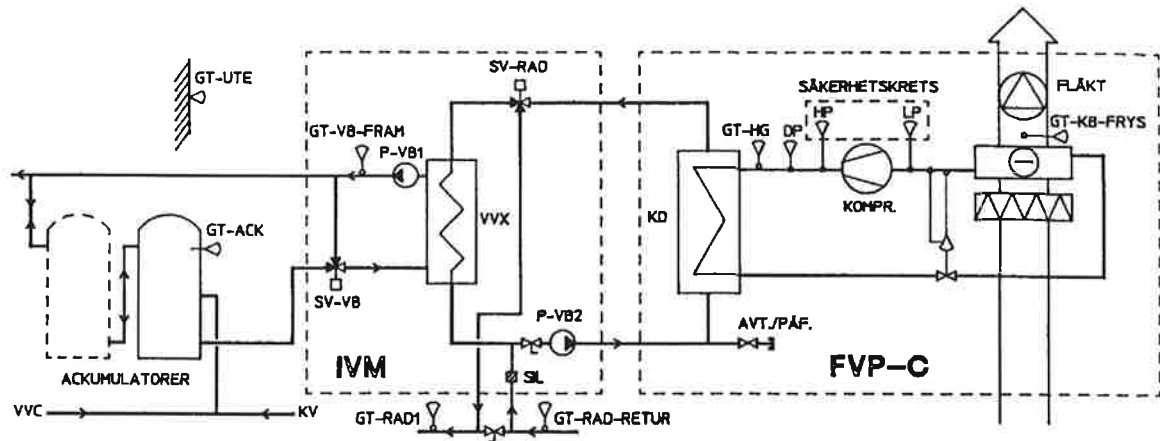 GT-UTE
SV-RAD
SÄKERHETSKRETS
FLÄKT
HP
LP
GT-VB-FRAM
P-VB1
GT-HG
DP
GT-KB-FRYS
GT-ACK
VVX
KD
KOMPR.
SV-VB
P-VB2
AVT./PÅF.
ACKUMULATORER
IVM
SIL
FVP-C
VVC
KV
GT-RAD1
GT-RAD-RETUR